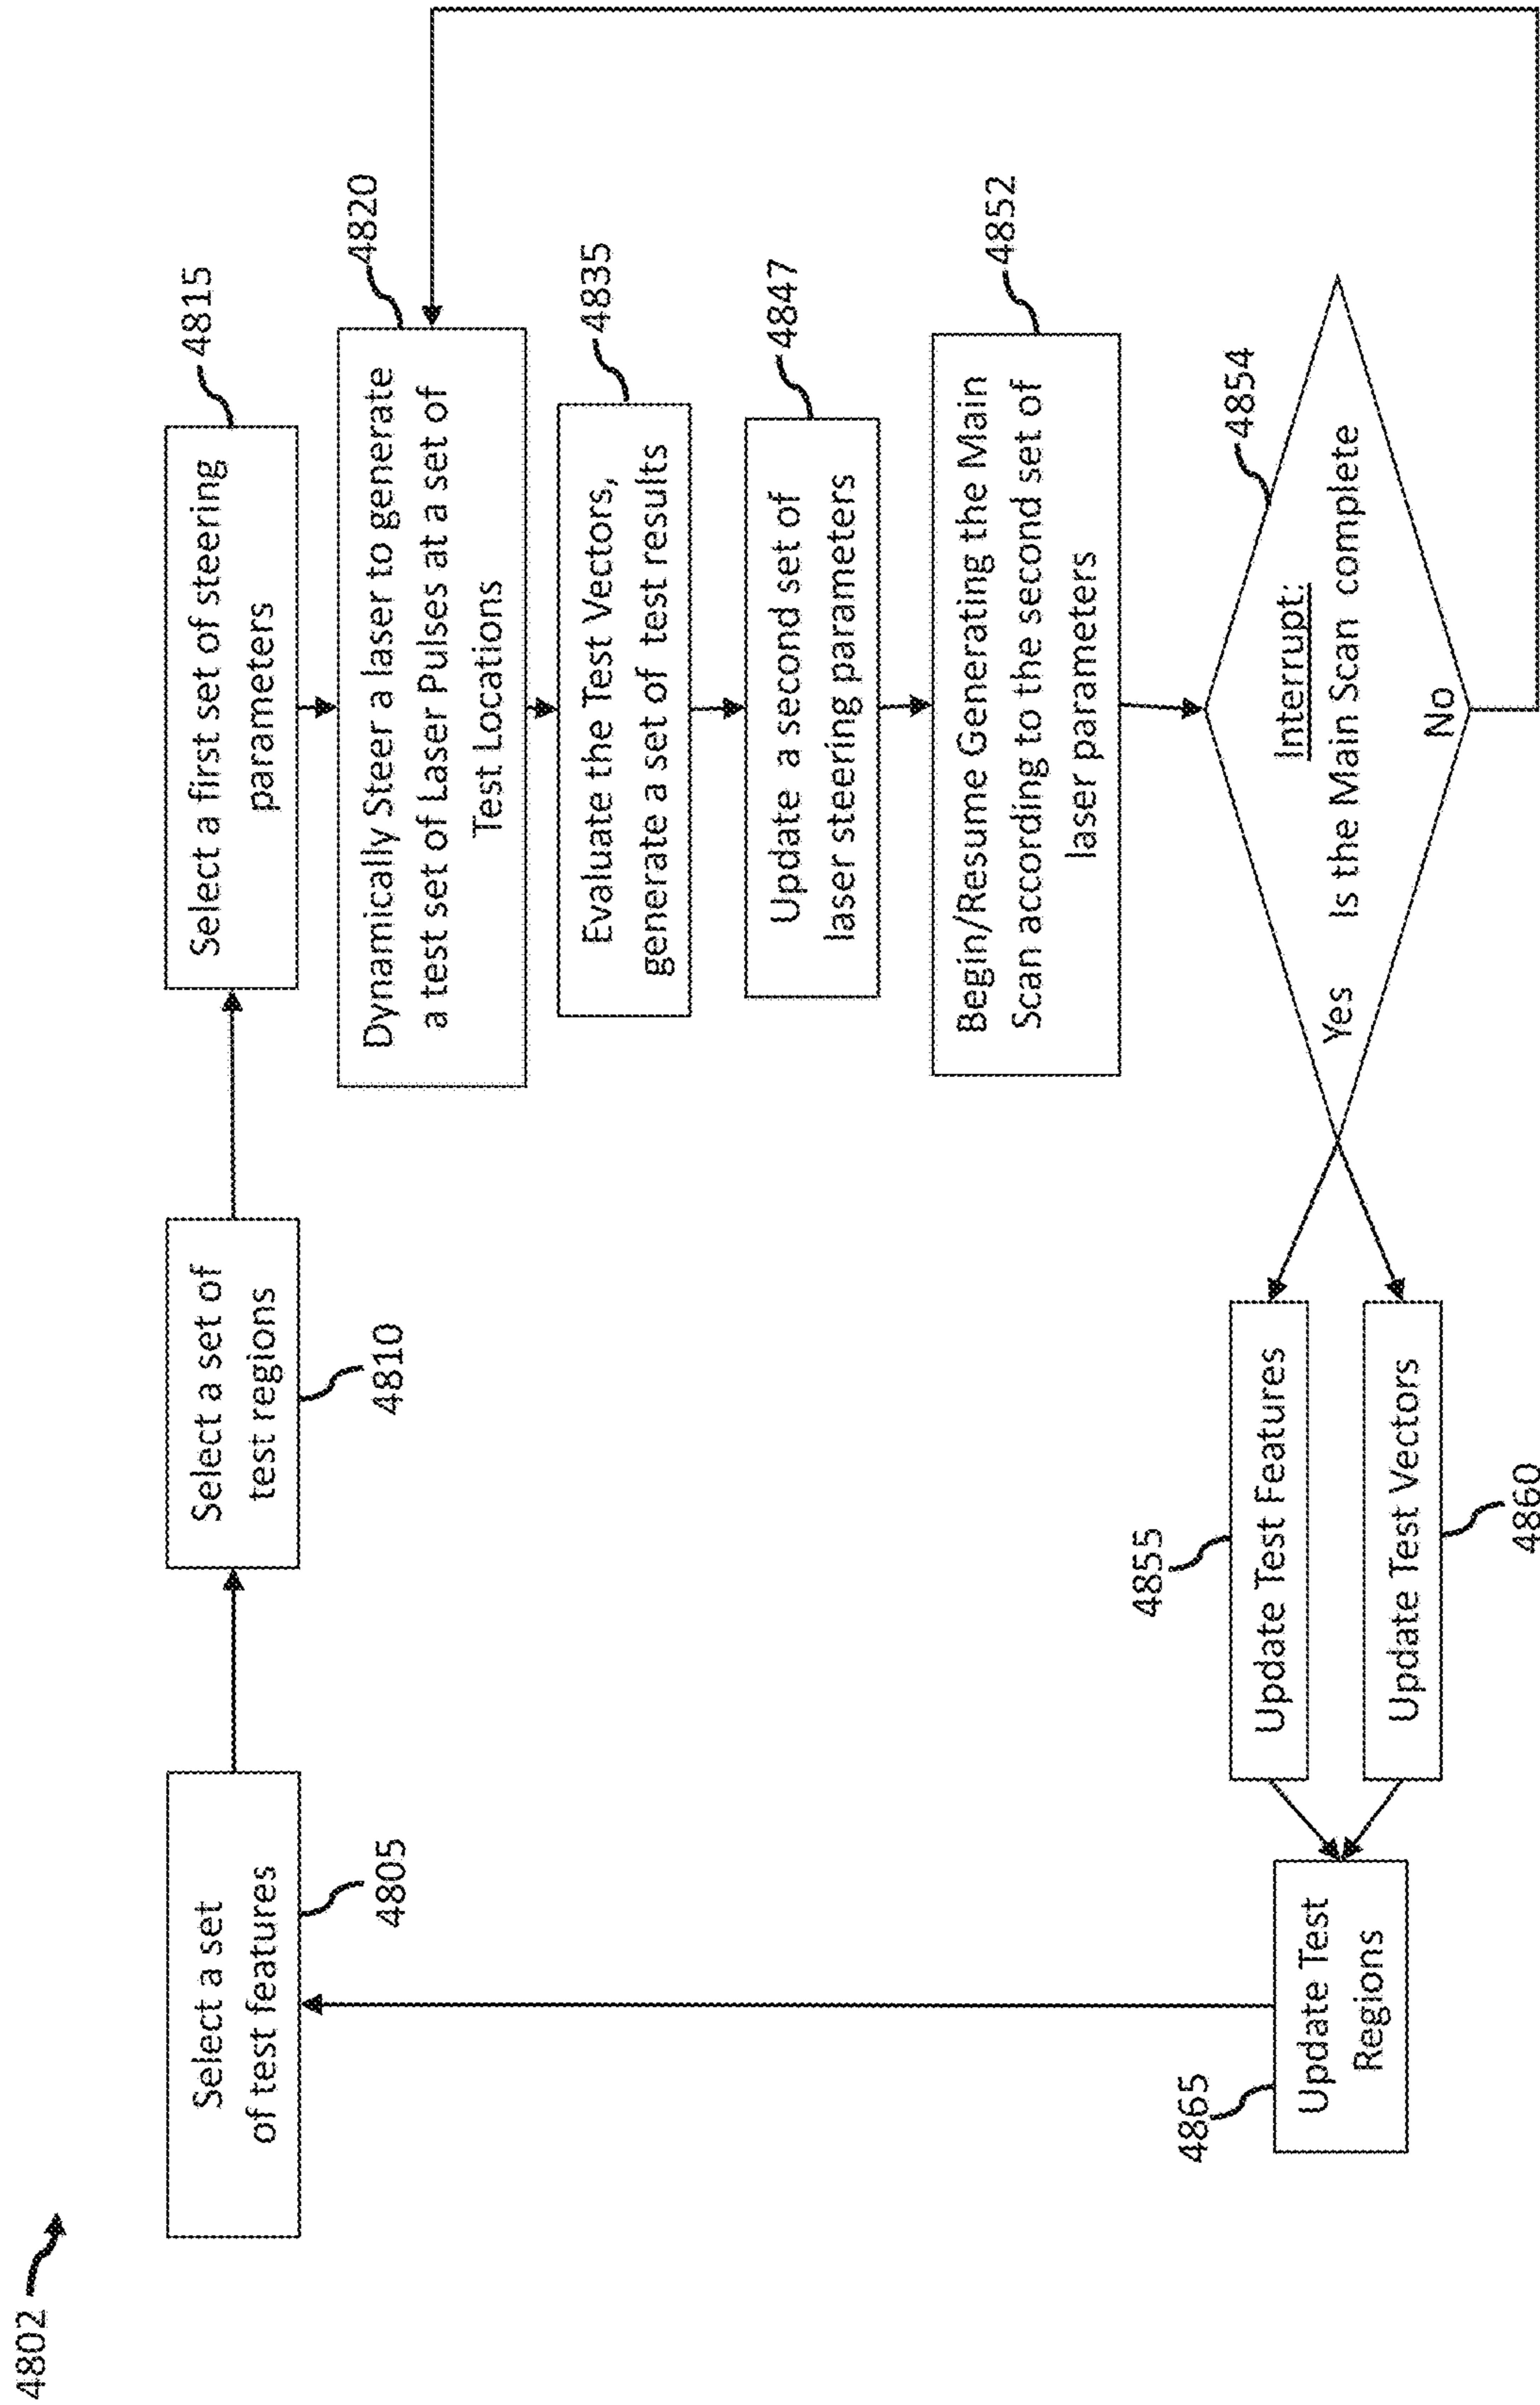 4802
Select a set
of test features
4805
Select a set of
test regions
4810
Select a first set of steering
parameters
4815
Dynamically Steer a laser to generate
a test set of Laser Pulses at a set of
Test Locations
4820
Evaluate the Test Vectors,
generate a set of test results
4835
Update a second set of
laser steering parameters
4847
Begin/Resume Generating the Main
Scan according to the second set of
laser parameters
4852
Interrupt:
Is the Main Scan complete
4854
Yes
No
4855
Update Test Features
Update Test Vectors
4860
4865
Update Test
Regions